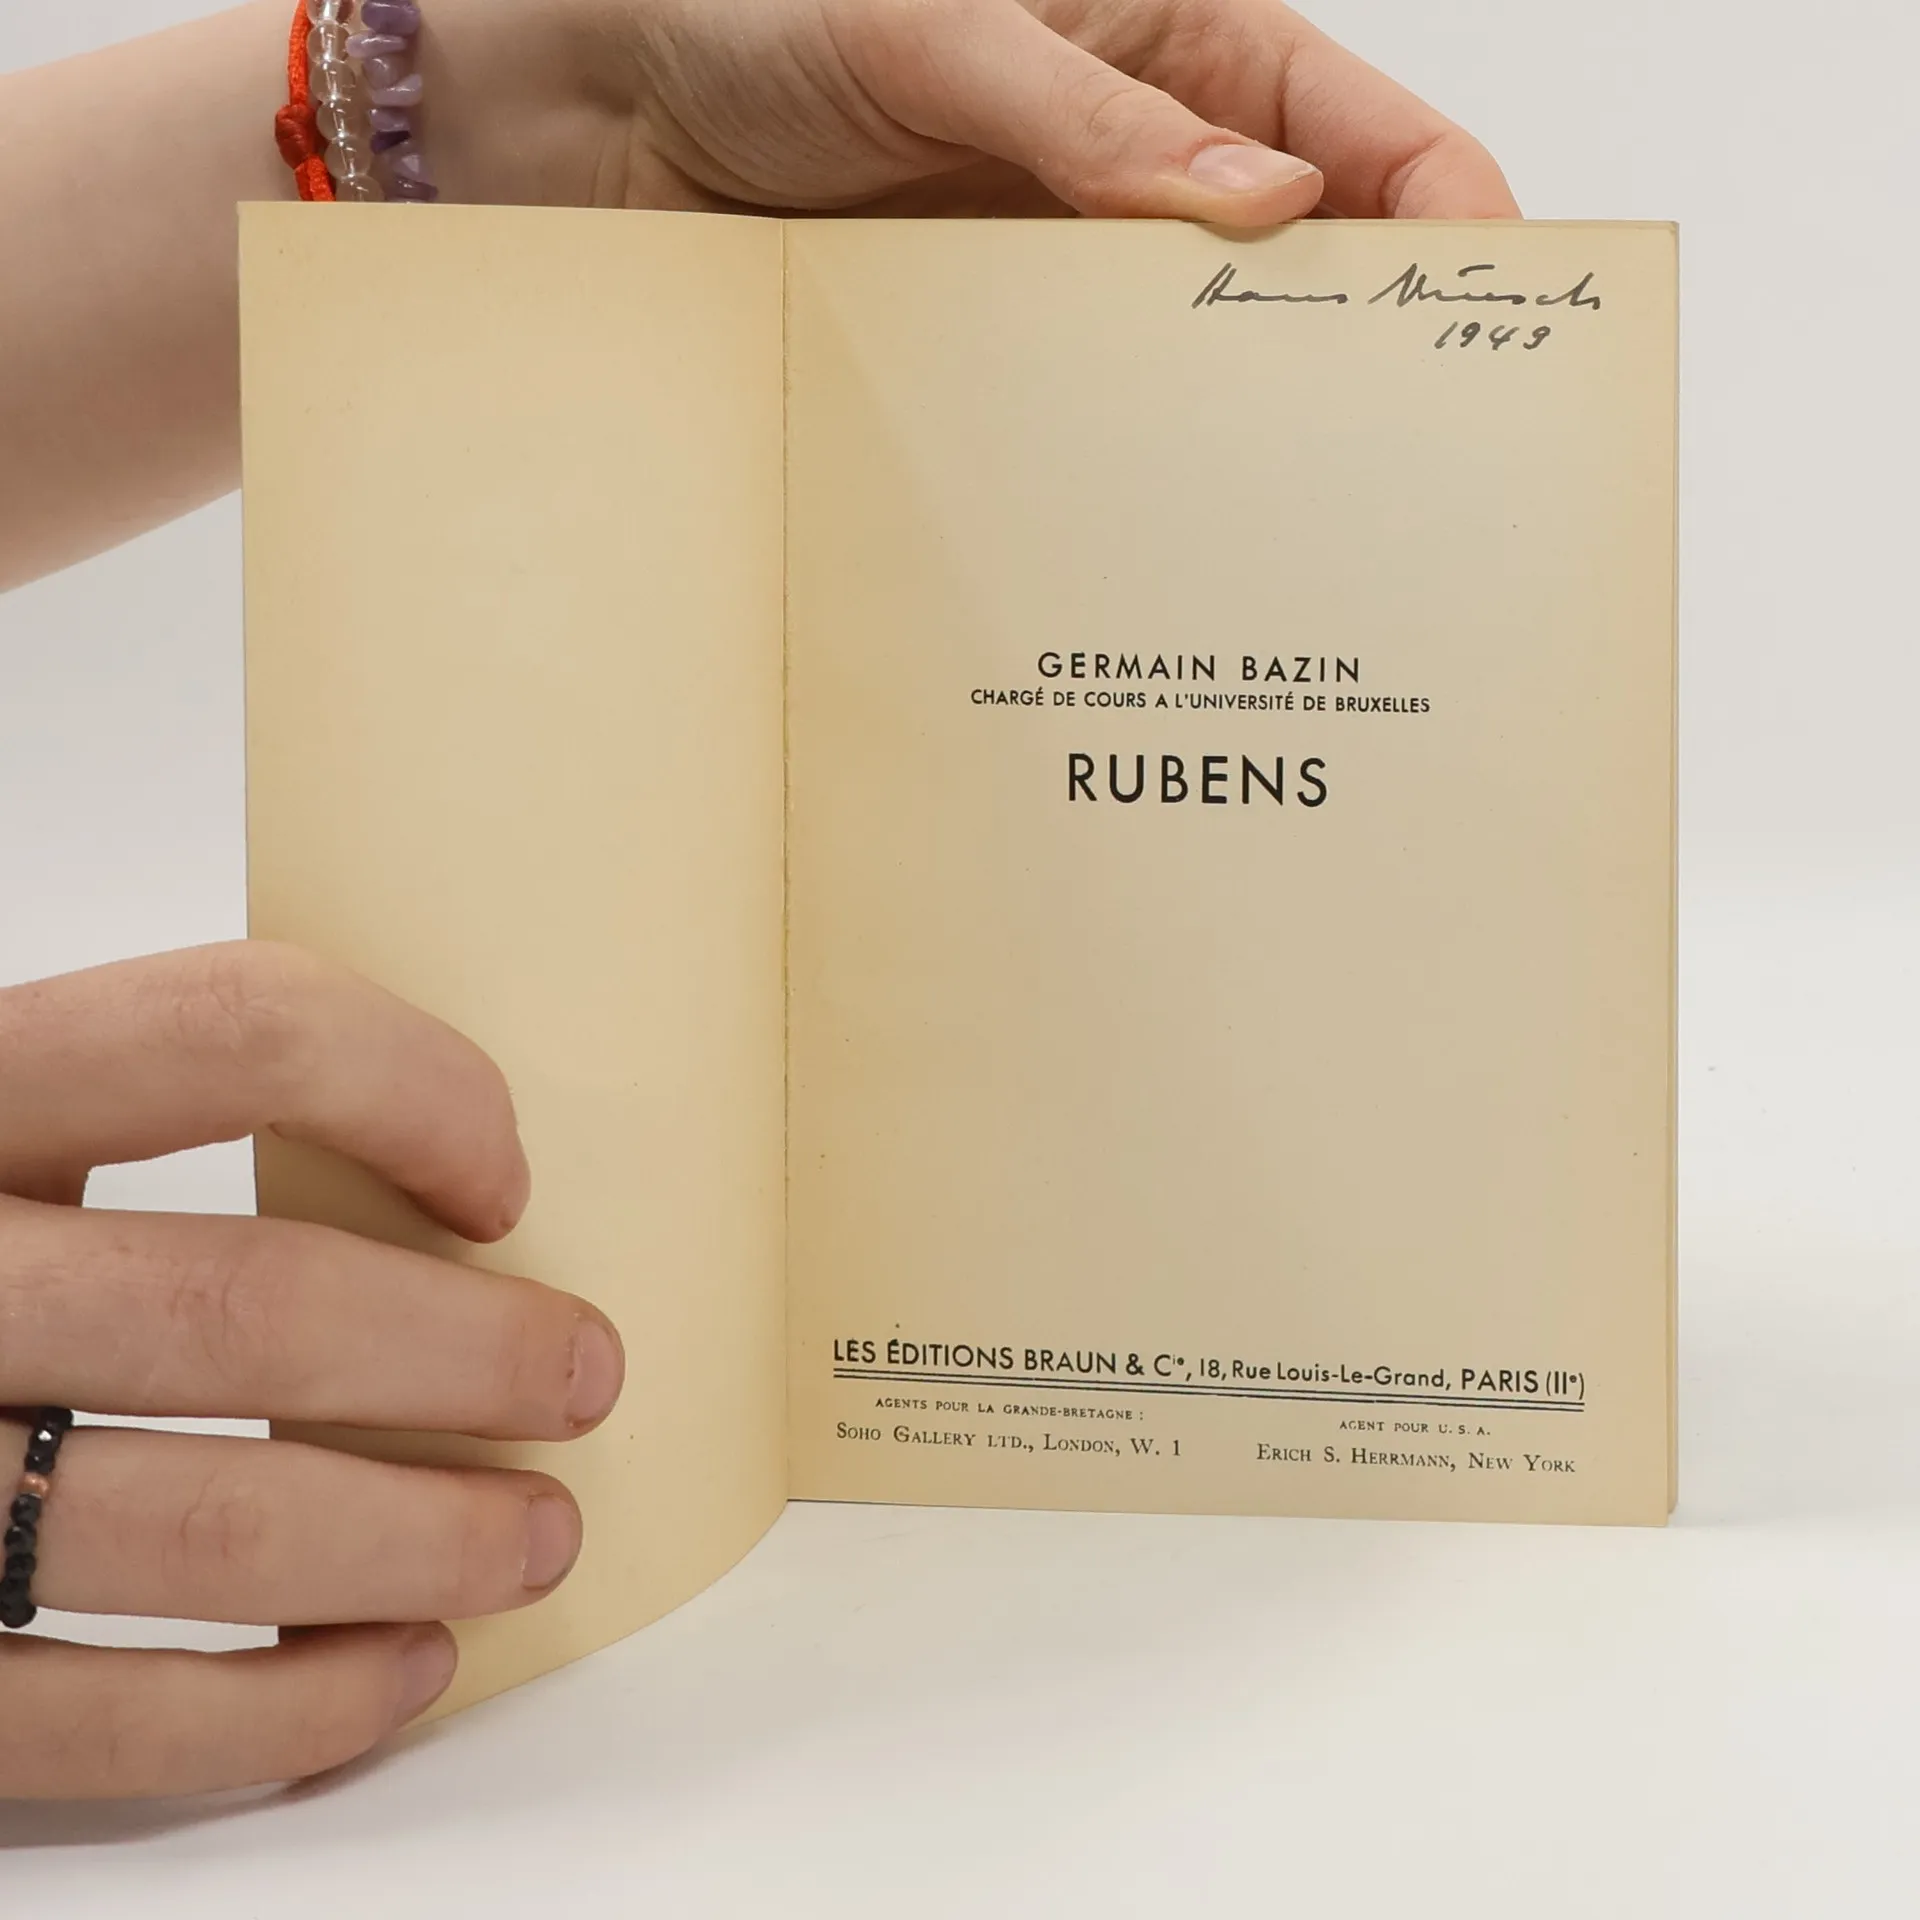 Hans
1949
GERMAIN BAZIN
CHARGÉ DE COURS A L'UNIVERSITÉ DE BRUXELLES
RUBENS
LES ÉDITIONS BRAUN & Cie, 18, Rue Louis-Le-Grand, PARIS (IIe)
AGENTS POUR LA GRANDE-BRETAGNE :
SOHO GALLERY LTD., LONDON, W. 1
AGENT POUR U. S. A.
ERICH S. HERRMANN, NEW YORK